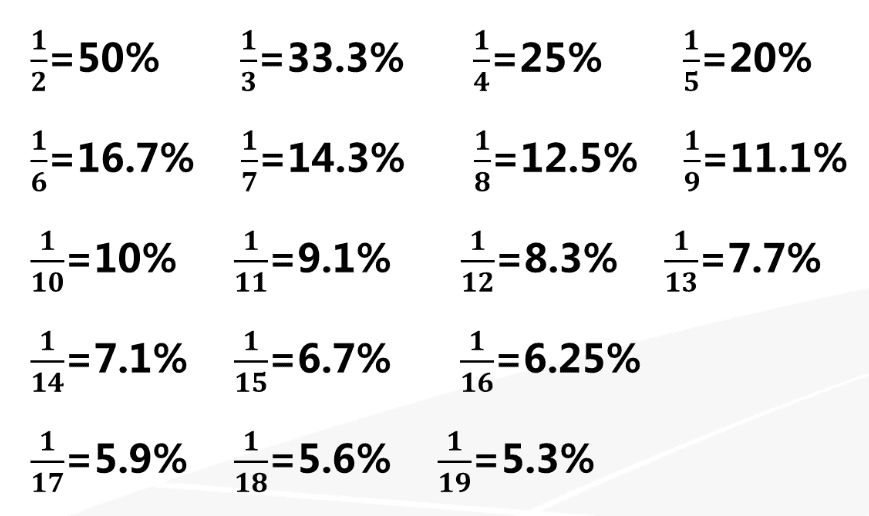 1/2=50% 1/3=33.3% 1/4=25% 1/5=20%
1/6=16.7% 1/7=14.3% 1/8=12.5% 1/9=11.1%
1/10=10% 1/11=9.1% 1/12=8.3% 1/13=7.7%
1/14=7.1% 1/15=6.7% 1/16=6.25%
1/17=5.9% 1/18=5.6% 1/19=5.3%